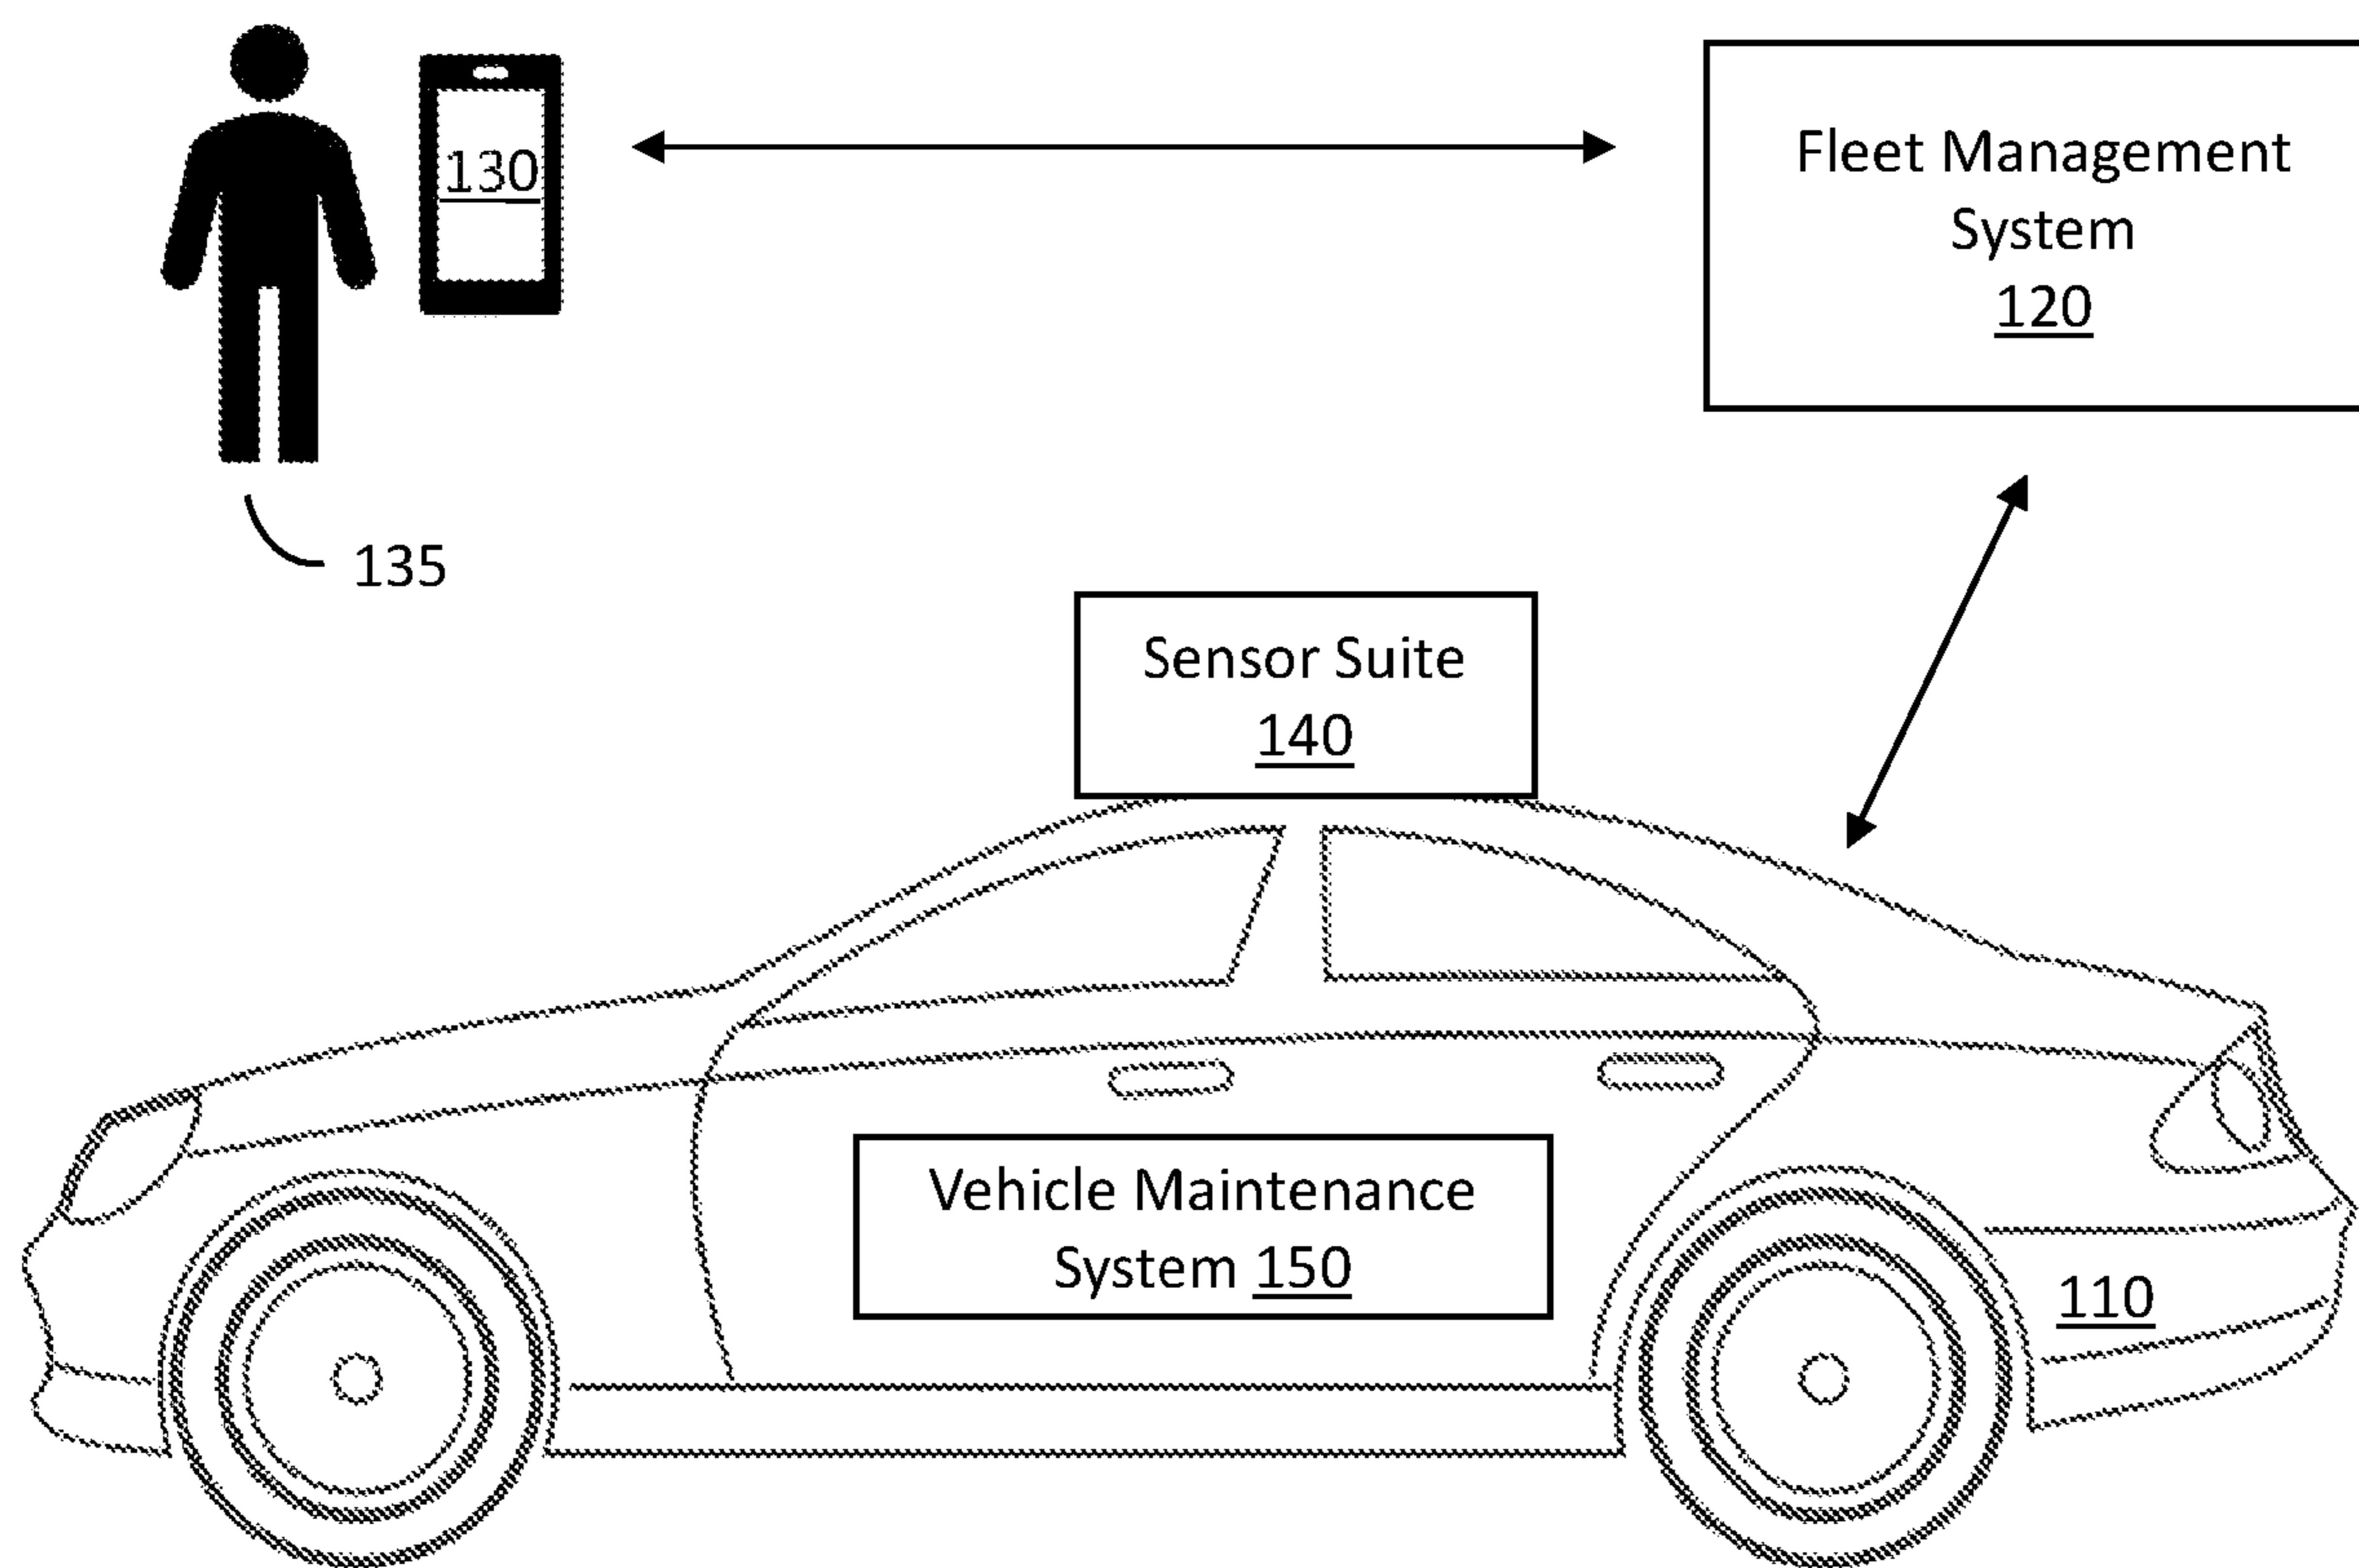 130
Fleet Management
System
120
135
Sensor Suite
140
Vehicle Maintenance
System 150
110